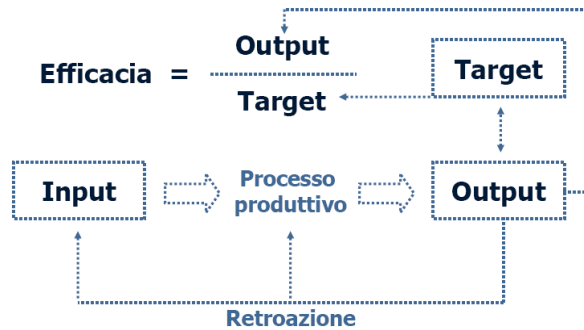 Output
Efficacia =
Target
Target
Input
Processo
produttivo
Output
Retroazione